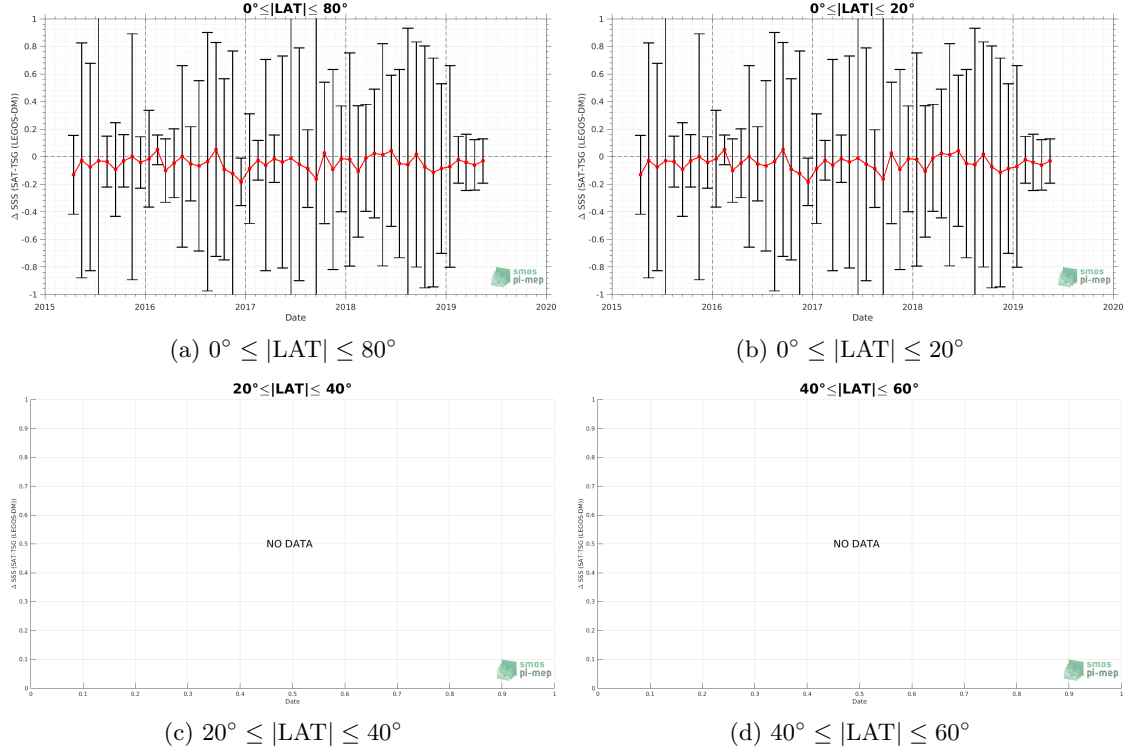 0°≤|LAT|≤ 80°
Δ SSS (SAT-TSG (LEGOS-DM))
1
0.8
0.6
0.4
0.2
0
-0.2
-0.4
-0.6
-0.8
-1
2015 2016 2017 2018 2019 2020
Date
smos
pi-mep
(a) 0° ≤ |LAT| ≤ 80°
0°≤|LAT|≤ 20°
Δ SSS (SAT-TSG (LEGOS-DM))
1
0.8
0.6
0.4
0.2
0
-0.2
-0.4
-0.6
-0.8
-1
2015 2016 2017 2018 2019 2020
Date
smos
pi-mep
(b) 0° ≤ |LAT| ≤ 20°
20°≤|LAT|≤ 40°
Δ SSS (SAT-TSG (LEGOS-DM))
1
0.9
0.8
0.7
0.6
0.5
0.4
0.3
0.2
0.1
0
NO DATA
0 0.1 0.2 0.3 0.4 0.5 0.6 0.7 0.8 0.9 1
Date
smos
pi-mep
(c) 20° ≤ |LAT| ≤ 40°
40°≤|LAT|≤ 60°
Δ SSS (SAT-TSG (LEGOS-DM))
1
0.9
0.8
0.7
0.6
0.5
0.4
0.3
0.2
0.1
0
NO DATA
0 0.1 0.2 0.3 0.4 0.5 0.6 0.7 0.8 0.9 1
Date
smos
pi-mep
(d) 40° ≤ |LAT| ≤ 60°